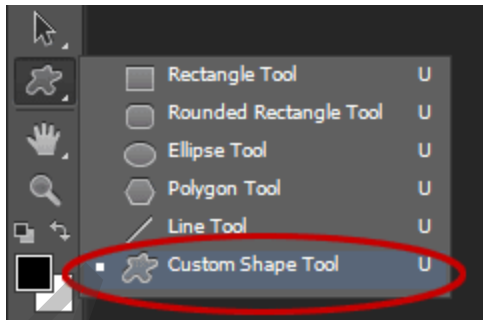 Rectangle Tool U
Rounded Rectangle Tool U
Ellipse Tool U
Polygon Tool U
Line Tool U
Custom Shape Tool U